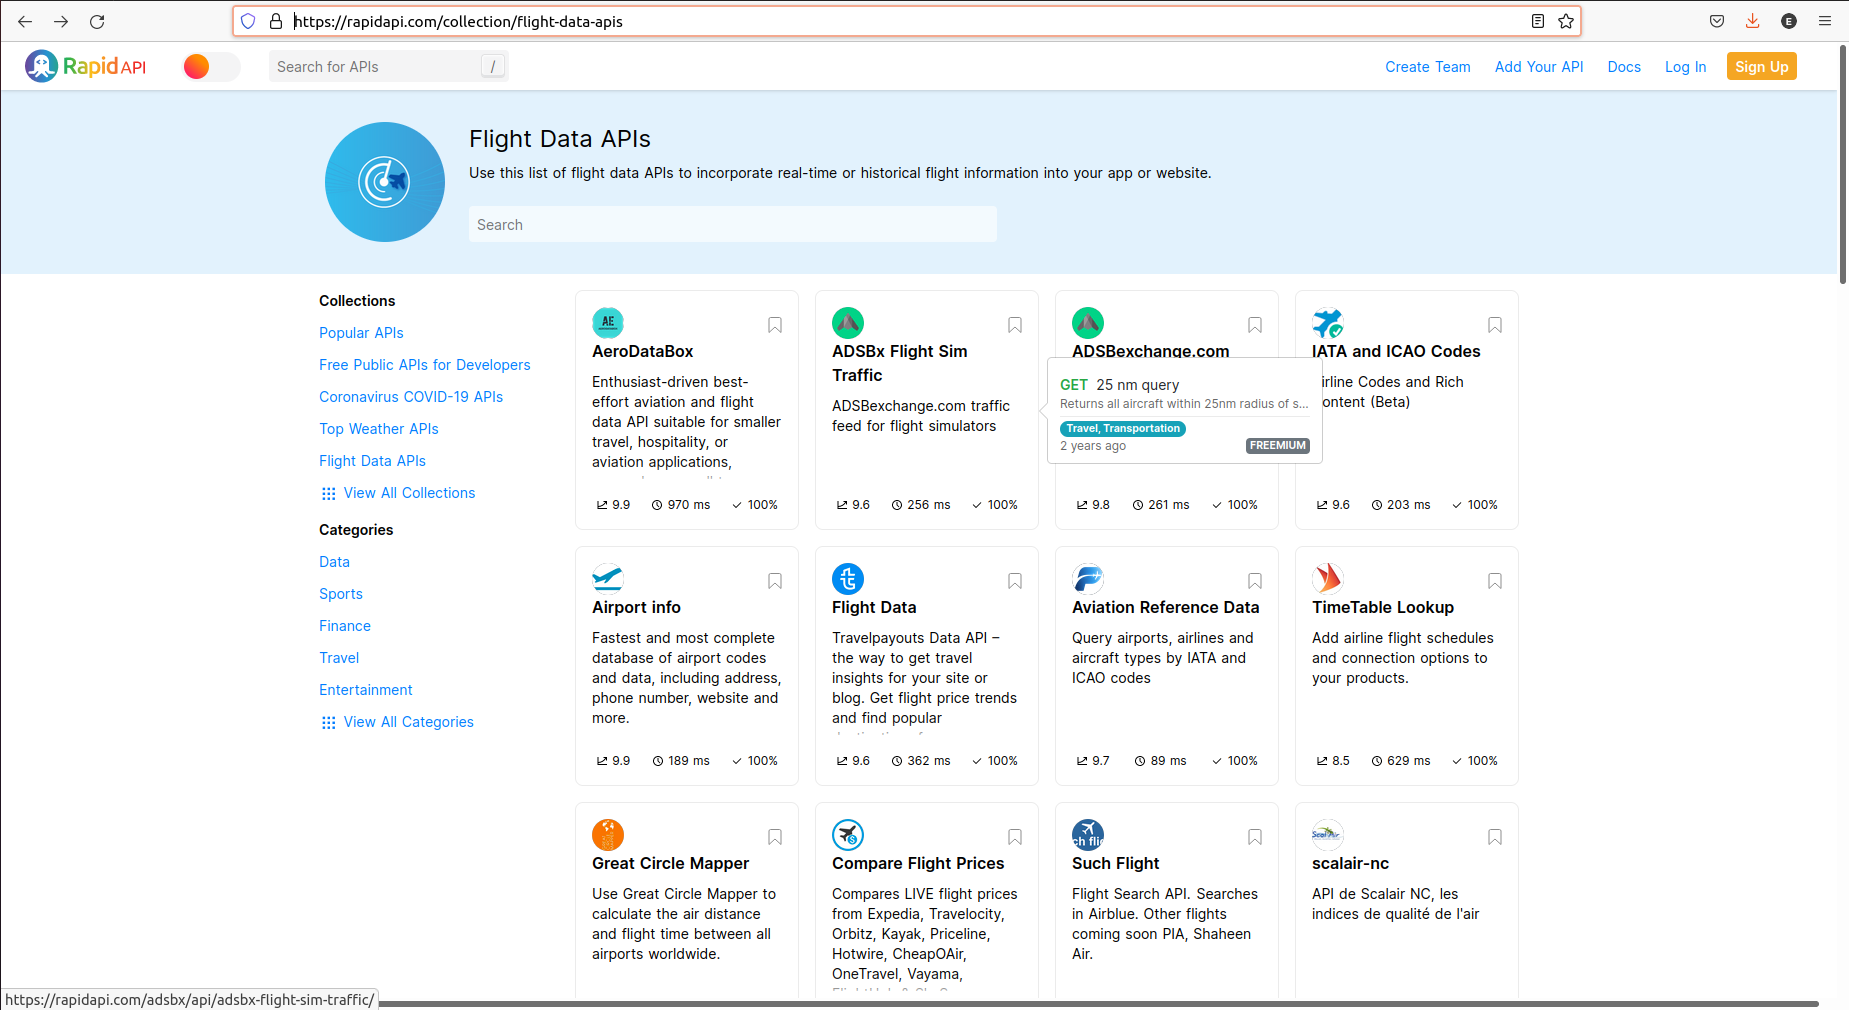 https://rapidapi.com/collection/flight-data-apis
E
Rapid API
Search for APIs
/
Create Team
Add Your API
Docs
Log In
Sign Up
Flight Data APIs
Use this list of flight data APIs to incorporate real-time or historical flight information into your app or website.
Search
Collections
Popular APIs
Free Public APIs for Developers
Coronavirus COVID-19 APIs
Top Weather APIs
Flight Data APIs
View All Collections
Categories
Data
Sports
Finance
Travel
Entertainment
View All Categories
AE
AeroDataBox
Enthusiast-driven best-
effort aviation and flight
data API suitable for smaller
travel, hospitality, or
aviation applications,
9.9 970 ms 100%
ADSBx Flight Sim
Traffic
ADSBexchange.com traffic
feed for flight simulators
9.6 256 ms 100%
ADSBexchange.com
GET 25 nm query
Returns all aircraft within 25nm radius of s...
Travel, Transportation
2 years ago
FREEMIUM
9.8 261 ms 100%
IATA and ICAO Codes
irline Codes and Rich
ontent (Beta)
9.6 203 ms 100%
Airport info
Fastest and most complete
database of airport codes
and data, including address,
phone number, website and
more.
9.9 189 ms 100%
Flight Data
Travelpayouts Data API –
the way to get travel
insights for your site or
blog. Get flight price trends
and find popular
9.6 362 ms 100%
Aviation Reference Data
Query airports, airlines and
aircraft types by IATA and
ICAO codes
9.7 89 ms 100%
TimeTable Lookup
Add airline flight schedules
and connection options to
your products.
8.5 629 ms 100%
Great Circle Mapper
Use Great Circle Mapper to
calculate the air distance
and flight time between all
airports worldwide.
Compare Flight Prices
Compares LIVE flight prices
from Expedia, Travelocity,
Orbitz, Kayak, Priceline,
Hotwire, CheapOAir,
OneTravel, Vayama,
ch flie
Such Flight
Flight Search API. Searches
in Airblue. Other flights
coming soon PIA, Shaheen
Air.
Scal'Air
scalair-nc
API de Scalair NC, les
indices de qualité de l'air
https://rapidapi.com/adsbx/api/adsbx-flight-sim-traffic/